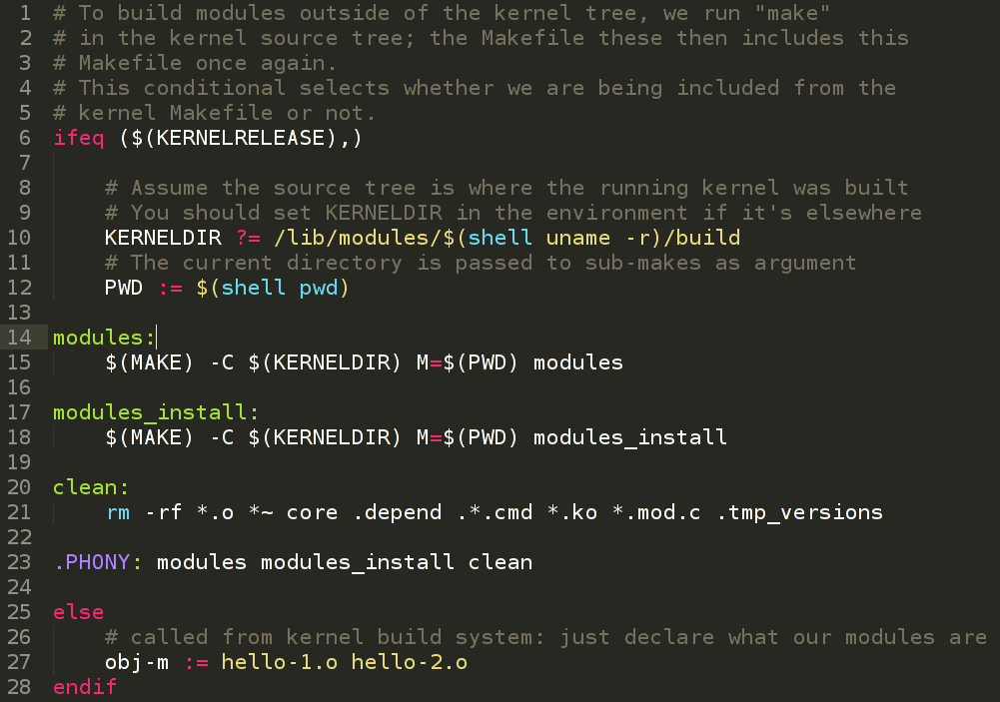 1 # To build modules outside of the kernel tree, we run "make"
2 # in the kernel source tree; the Makefile these then includes this
3 # Makefile once again.
4 # This conditional selects whether we are being included from the
5 # kernel Makefile or not.
6 ifeq ($(KERNELRELEASE),)
7
8     # Assume the source tree is where the running kernel was built
9     # You should set KERNELDIR in the environment if it's elsewhere
10     KERNELDIR ?= /lib/modules/$(shell uname -r)/build
11     # The current directory is passed to sub-makes as argument
12     PWD := $(shell pwd)
13
14 modules:
15     $(MAKE) -C $(KERNELDIR) M=$(PWD) modules
16
17 modules_install:
18     $(MAKE) -C $(KERNELDIR) M=$(PWD) modules_install
19
20 clean:
21     rm -rf *.o *~ core .depend .*.cmd *.ko *.mod.c .tmp_versions
22
23 .PHONY: modules modules_install clean
24
25 else
26     # called from kernel build system: just declare what our modules are
27     obj-m := hello-1.o hello-2.o
28 endif